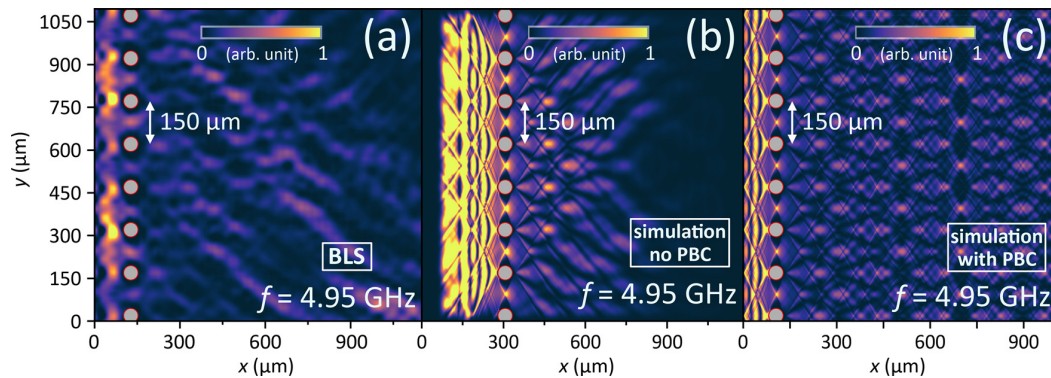 (a)
0 (arb. unit) 1
150 µm
BLS
f = 4.95 GHz
1050
900
750
600
450
300
150
0
y (µm)
0 300 600 900
x (µm)
(b)
0 (arb. unit) 1
150 µm
simulation
no PBC
f = 4.95 GHz
0 300 600 900
x (µm)
(c)
0 (arb. unit) 1
150 µm
simulation
with PBC
f = 4.95 GHz
0 300 600 900
x (µm)